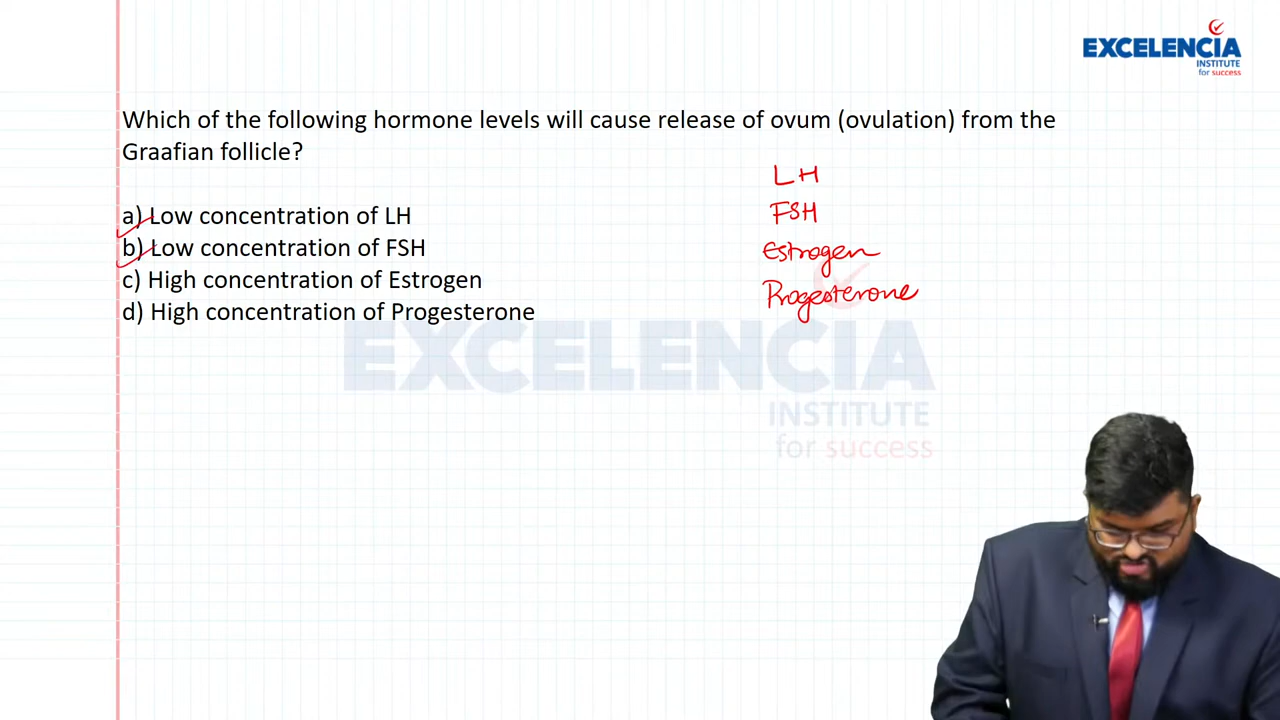 EXCELENCIA
INSTITUTE
for success
Which of the following hormone levels will cause release of ovum (ovulation) from the
Graafian follicle?
LH
a) Low concentration of LH
FSH
b) Low concentration of FSH
Estrogen
c) High concentration of Estrogen
Progesterone
d) High concentration of Progesterone
EXCELENCIA
INSTITUTE
for success